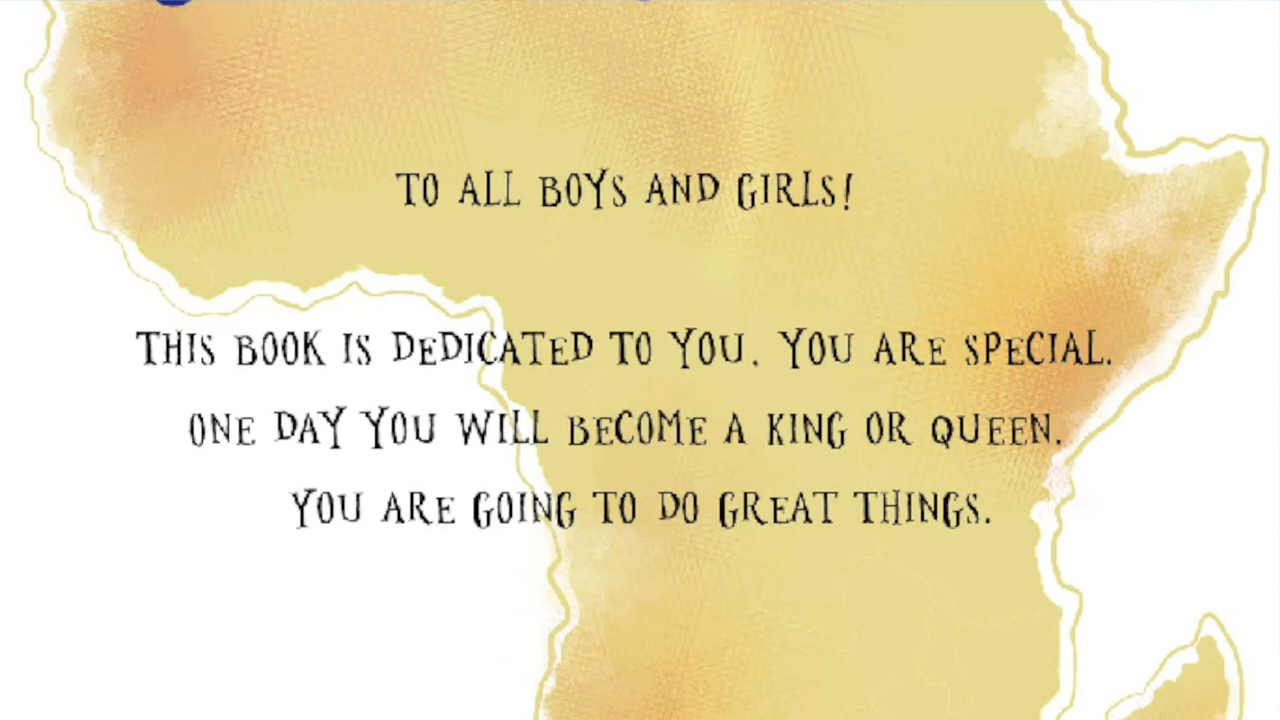 TO ALL BOYS AND GIRLS!
THIS BOOK IS DEDICATED TO YOU. YOU ARE SPECIAL.
ONE DAY YOU WILL BECOME A KING OR QUEEN.
YOU ARE GOING TO DO GREAT THINGS.